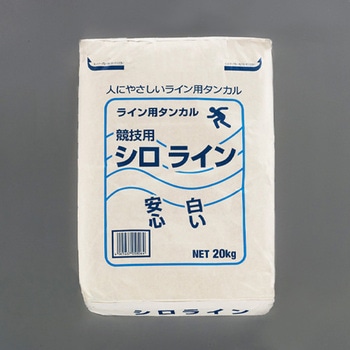 人にやさしいライン用タンカル
ライン用タンカル
競技用
シロライン
白い
安心
NET 20kg
シロライン